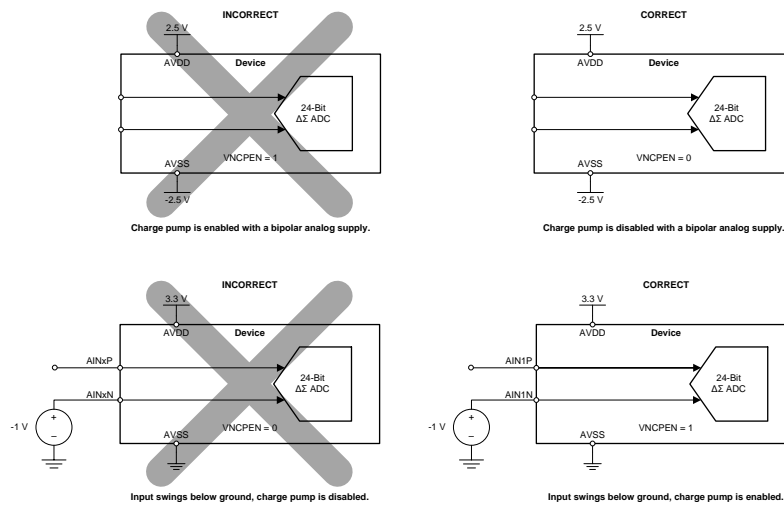 INCORRECT
2.5 V
AVDD
Device
24-Bit
ΔΣ ADC
AVSS
VNCPEN = 1
-2.5 V
Charge pump is enabled with a bipolar analog supply.
CORRECT
2.5 V
AVDD
Device
24-Bit
ΔΣ ADC
AVSS
VNCPEN = 0
-2.5 V
Charge pump is disabled with a bipolar analog supply.
INCORRECT
3.3 V
AVDD
Device
AINxP
24-Bit
ΔΣ ADC
AINxN
-1 V
+
–
VNCPEN = 0
AVSS
Input swings below ground, charge pump is disabled.
CORRECT
3.3 V
AVDD
Device
AIN1P
24-Bit
ΔΣ ADC
AIN1N
-1 V
+
–
VNCPEN = 1
AVSS
Input swings below ground, charge pump is enabled.